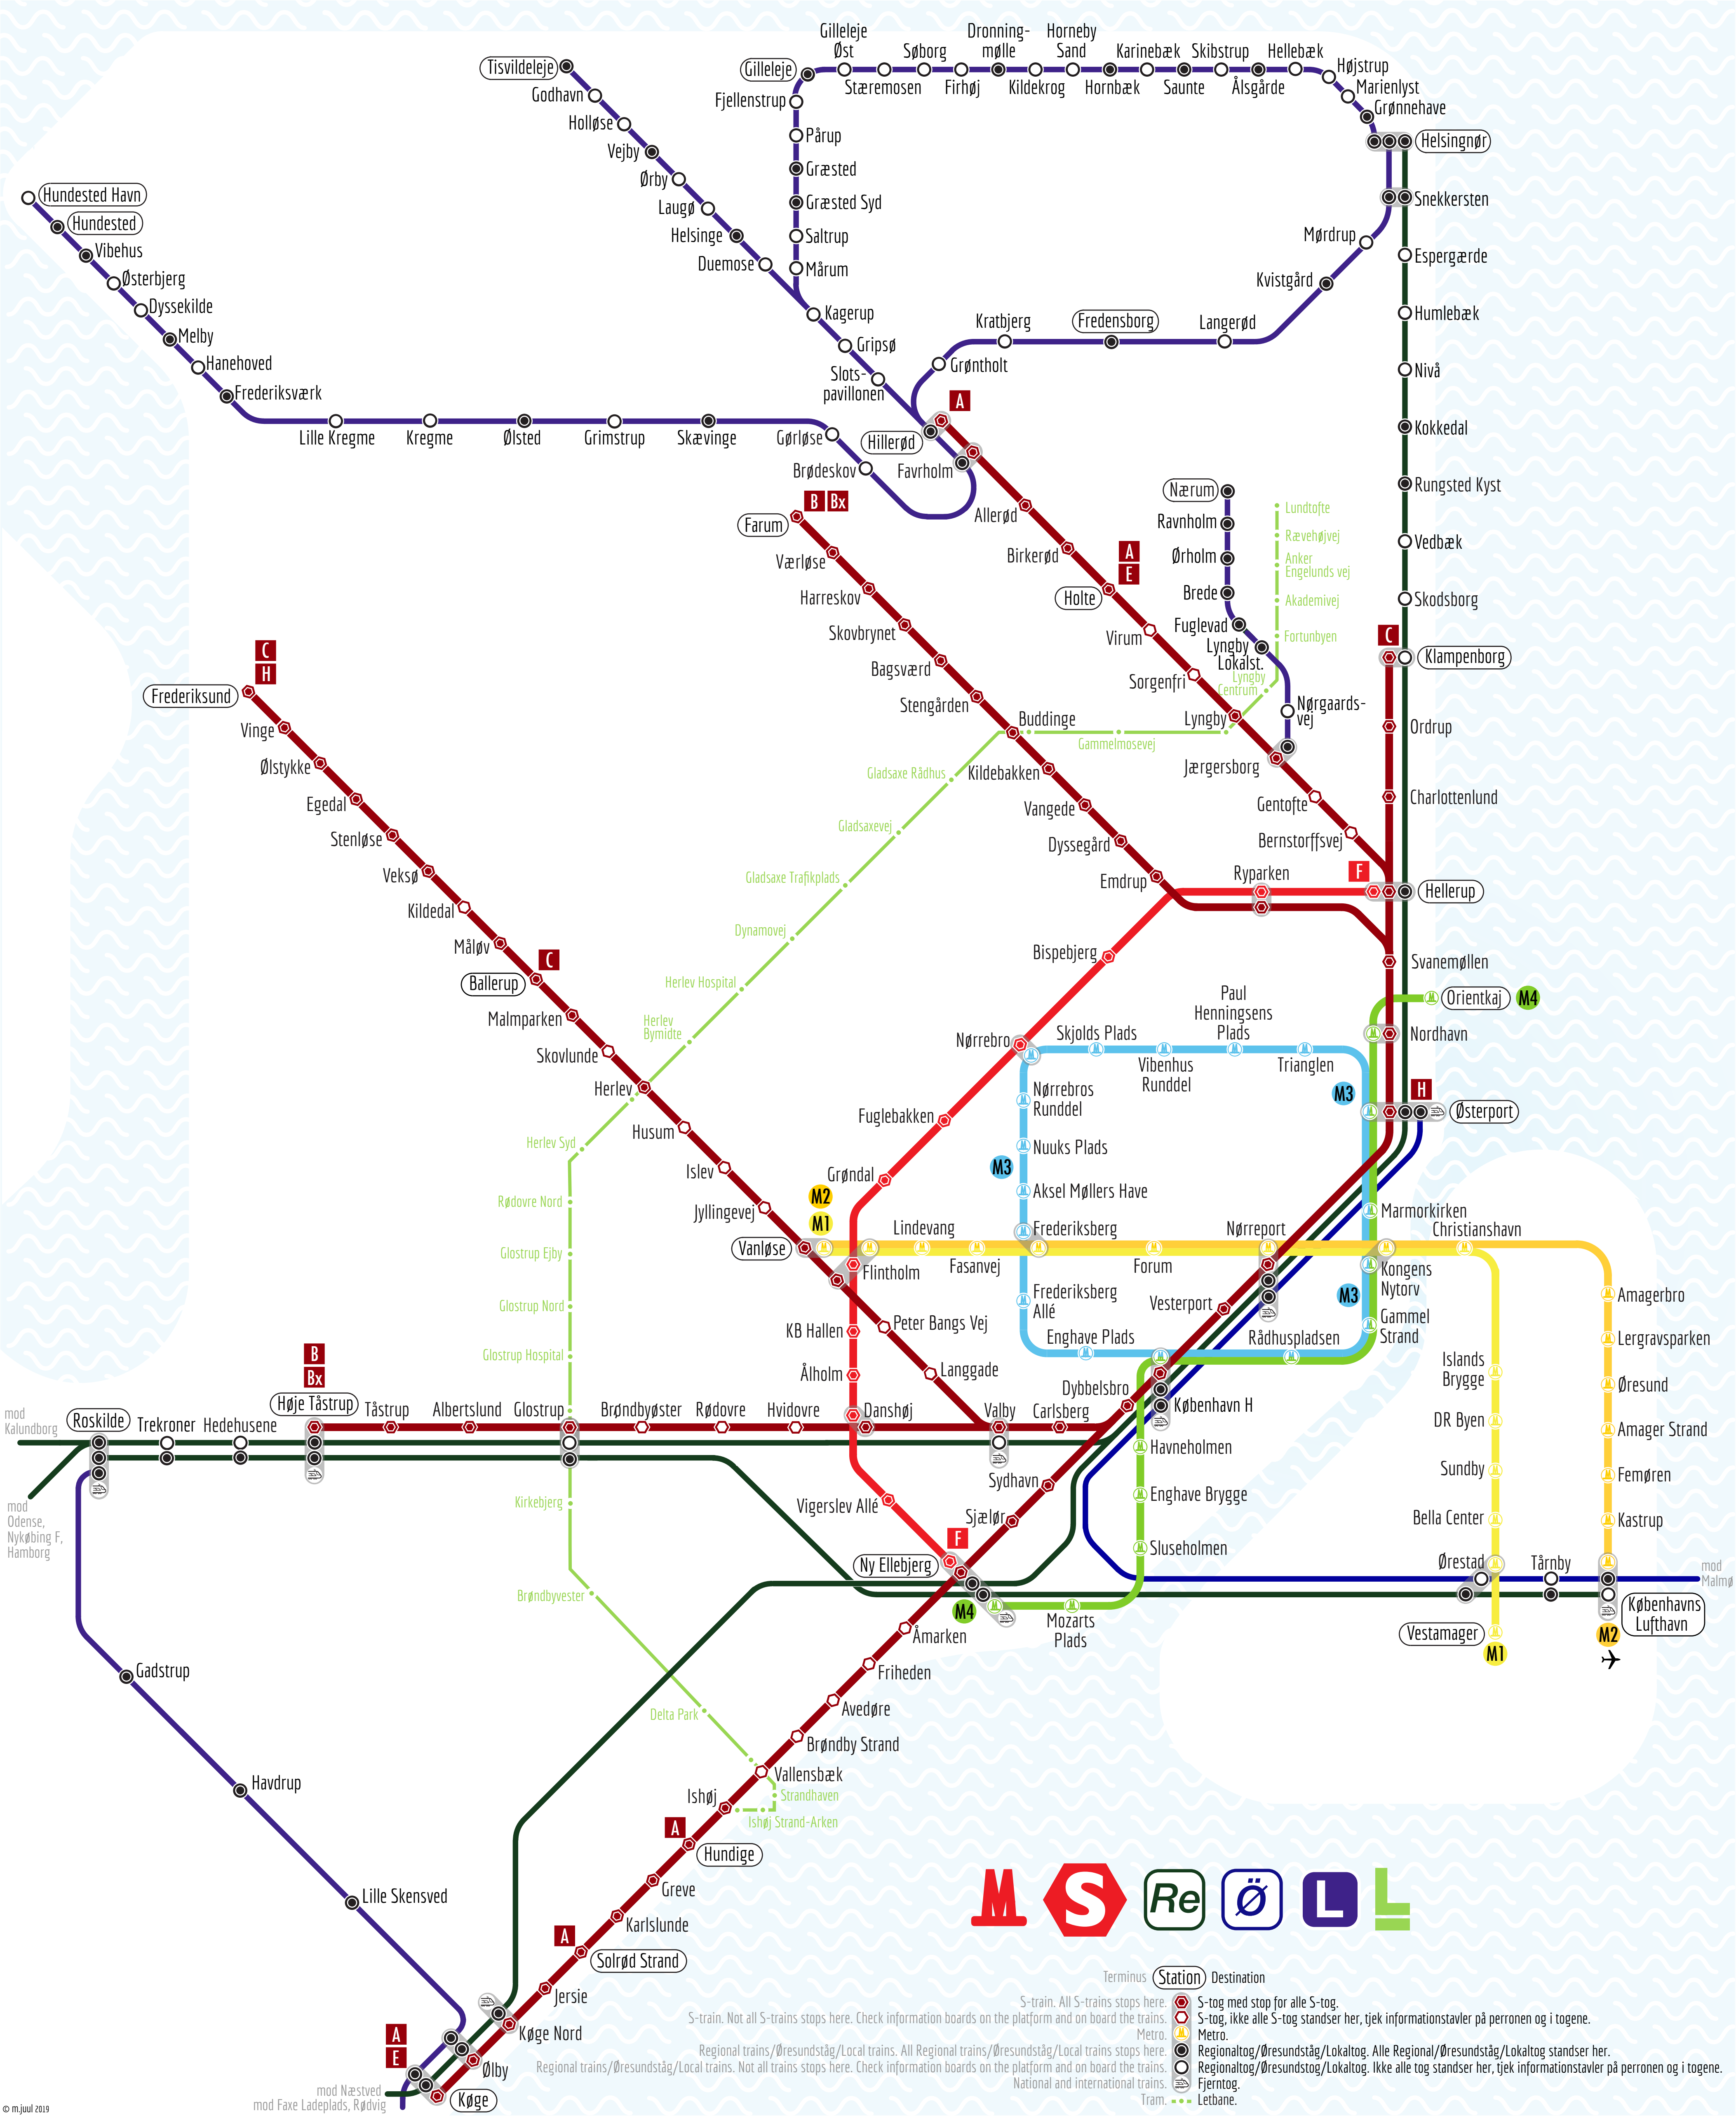 Gilleleje
Øst
Søborg
Dronning-
mølle
Horneby
Sand
Karinebæk
Skibstrup
Hellebæk
Højstrup
Tisvildeleje
Gilleleje
Stæremosen
Firhøj
Kildekrog
Hornbæk
Saunte
Ålsgårde
Marienlyst
Grønnehave
Godhavn
Fjellenstrup
Holløse
Pårup
Helsingnør
Vejby
Græsted
Ørby
Hundested Havn
Græsted Syd
Snekkersten
Laugø
Hundested
Helsinge
Saltrup
Mørdrup
Vibehus
Espergærde
Duemose
Mårum
Østerbjerg
Kvistgård
Dyssekilde
Kagerup
Humlebæk
Melby
Gripsø
Kratbjerg
Fredensborg
Langerød
Hanehoved
Grøntholt
Nivå
Slots-
pavillonen
Frederiksværk
A
Lille Kregme
Kregme
Ølsted
Grimstrup
Skævinge
Gørløse
Hillerød
Kokkedal
Brødeskov
Favrholm
Nærum
Rungsted Kyst
B
Bx
Farum
Allerød
Ravnholm
Lundtofte
Rævehøjvej
Værløse
Birkerød
A
E
Ørholm
Anker
Engelunds vej
Vedbæk
Harreskov
Holte
Brede
Akademivej
Skodsborg
Skovbrynet
Virum
Fuglevad
Fortunbyen
C
H
Bagsværd
Lyngby
Lokalst.
C
Klampenborg
Frederiksund
Stengården
Sorgenfri
Lyngby
Centrum
Vinge
Buddinge
Lyngby
Nørgaards-
vej
Ordrup
Gammelmosevej
Ølstykke
Gladsaxe Rådhus
Kildebakken
Jærgersborg
Egedal
Vangede
Gentofte
Charlottenlund
Stenløse
Gladsaxevej
Dyssegård
Bernstorffsvej
Veksø
Gladsaxe Trafikplads
Emdrup
Ryparken
F
Hellerup
Kildedal
Dynamovej
Måløv
Bispebjerg
Svanemøllen
C
Ballerup
Herlev Hospital
Orientkaj
M4
Malmparken
Herlev
Bymidte
Nørrebro
Skjolds Plads
Paul
Henningsens
Plads
Nordhavn
Skovlunde
Vibenhus
Runddel
Trianglen
Herlev
Nørrebros
Runddel
M3
H
Fuglebakken
Østerport
Husum
Herlev Syd
Nuuks Plads
Islev
Grøndal
M3
Aksel Møllers Have
Rødovre Nord
Jyllingevej
M2
M1
Marmorkirken
Vanløse
Lindevang
Frederiksberg
Nørreport
Christianshavn
Glostrup Ejby
Flintholm
Fasanvej
Forum
Kongens
Nytorv
Glostrup Nord
Frederiksberg
Allé
Vesterport
M3
Amagerbro
KB Hallen
Peter Bangs Vej
Enghave Plads
Rådhuspladsen
Gammel
Strand
Lergravsparken
Glostrup Hospital
B
Bx
Ålholm
Langgade
Islands
Brygge
Øresund
Høje Tåstrup
Dybbelsbro
København H
mod
Kalundborg
Roskilde
Trekroner
Hedehusene
Tåstrup
Albertslund
Glostrup
Brøndbyøster
Rødovre
Hvidovre
Danshøj
Valby
Carlsberg
DR Byen
Amager Strand
Havneholmen
Sundby
Femøren
Sydhavn
mod
Odense,
Nykøbing F,
Hamborg
Kirkebjerg
Vigerslev Allé
Enghave Brygge
Sjælør
Bella Center
Kastrup
F
Sluseholmen
Ny Ellebjerg
Ørestad
Tårnby
mod
Malmø
Brøndbyvester
M4
Mozarts
Plads
Københavns
Lufthavn
Åmarken
Vestamager
M1
M2
Gadstrup
Friheden
Delta Park
Avedøre
Brøndby Strand
Havdrup
Vallensbæk
Ishøj
Strandhaven
Ishøj Strand-Arken
A
Hundige
Lille Skensved
Greve
M
S
Re
Ö
L
L
Karlslunde
A
Solrød Strand
Jersie
Terminus
Station
Destination
S-train. All S-trains stops here.
S-tog med stop for alle S-tog.
S-train. Not all S-trains stops here. Check information boards on the platform and on board the trains.
S-tog, ikke alle S-tog standser her, tjek informationstavler på perronen og i togene.
Køge Nord
Metro.
Metro.
A
E
Regional trains/Øresundståg/Local trains. All Regional trains/Øresundståg/Local trains stops here.
Regionaltog/Øresundståg/Lokaltog. Alle Regional/Øresundståg/Lokaltog standser her.
Ølby
Regional trains/Øresundståg/Local trains. Not all trains stops here. Check information boards on the platform and on board the trains.
Regionaltog/Øresundstog/Lokaltog. Ikke alle tog standser her, tjek informationstavler på perronen og i togene.
National and international trains.
Fjerntog.
mod Næstved
mod Faxe Ladeplads, Rødvig
Køge
Tram.
Letbane.
© m.juul 2019